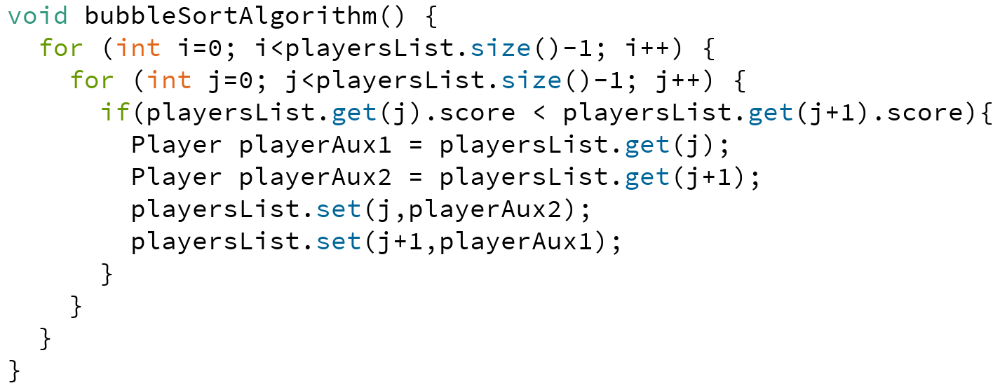 void bubbleSortAlgorithm() {
  for (int i=0; i<playersList.size()-1; i++) {
    for (int j=0; j<playersList.size()-1; j++) {
      if(playersList.get(j).score < playersList.get(j+1).score){
        Player playerAux1 = playersList.get(j);
        Player playerAux2 = playersList.get(j+1);
        playersList.set(j,playerAux2);
        playersList.set(j+1,playerAux1);
      }
    }
  }
}